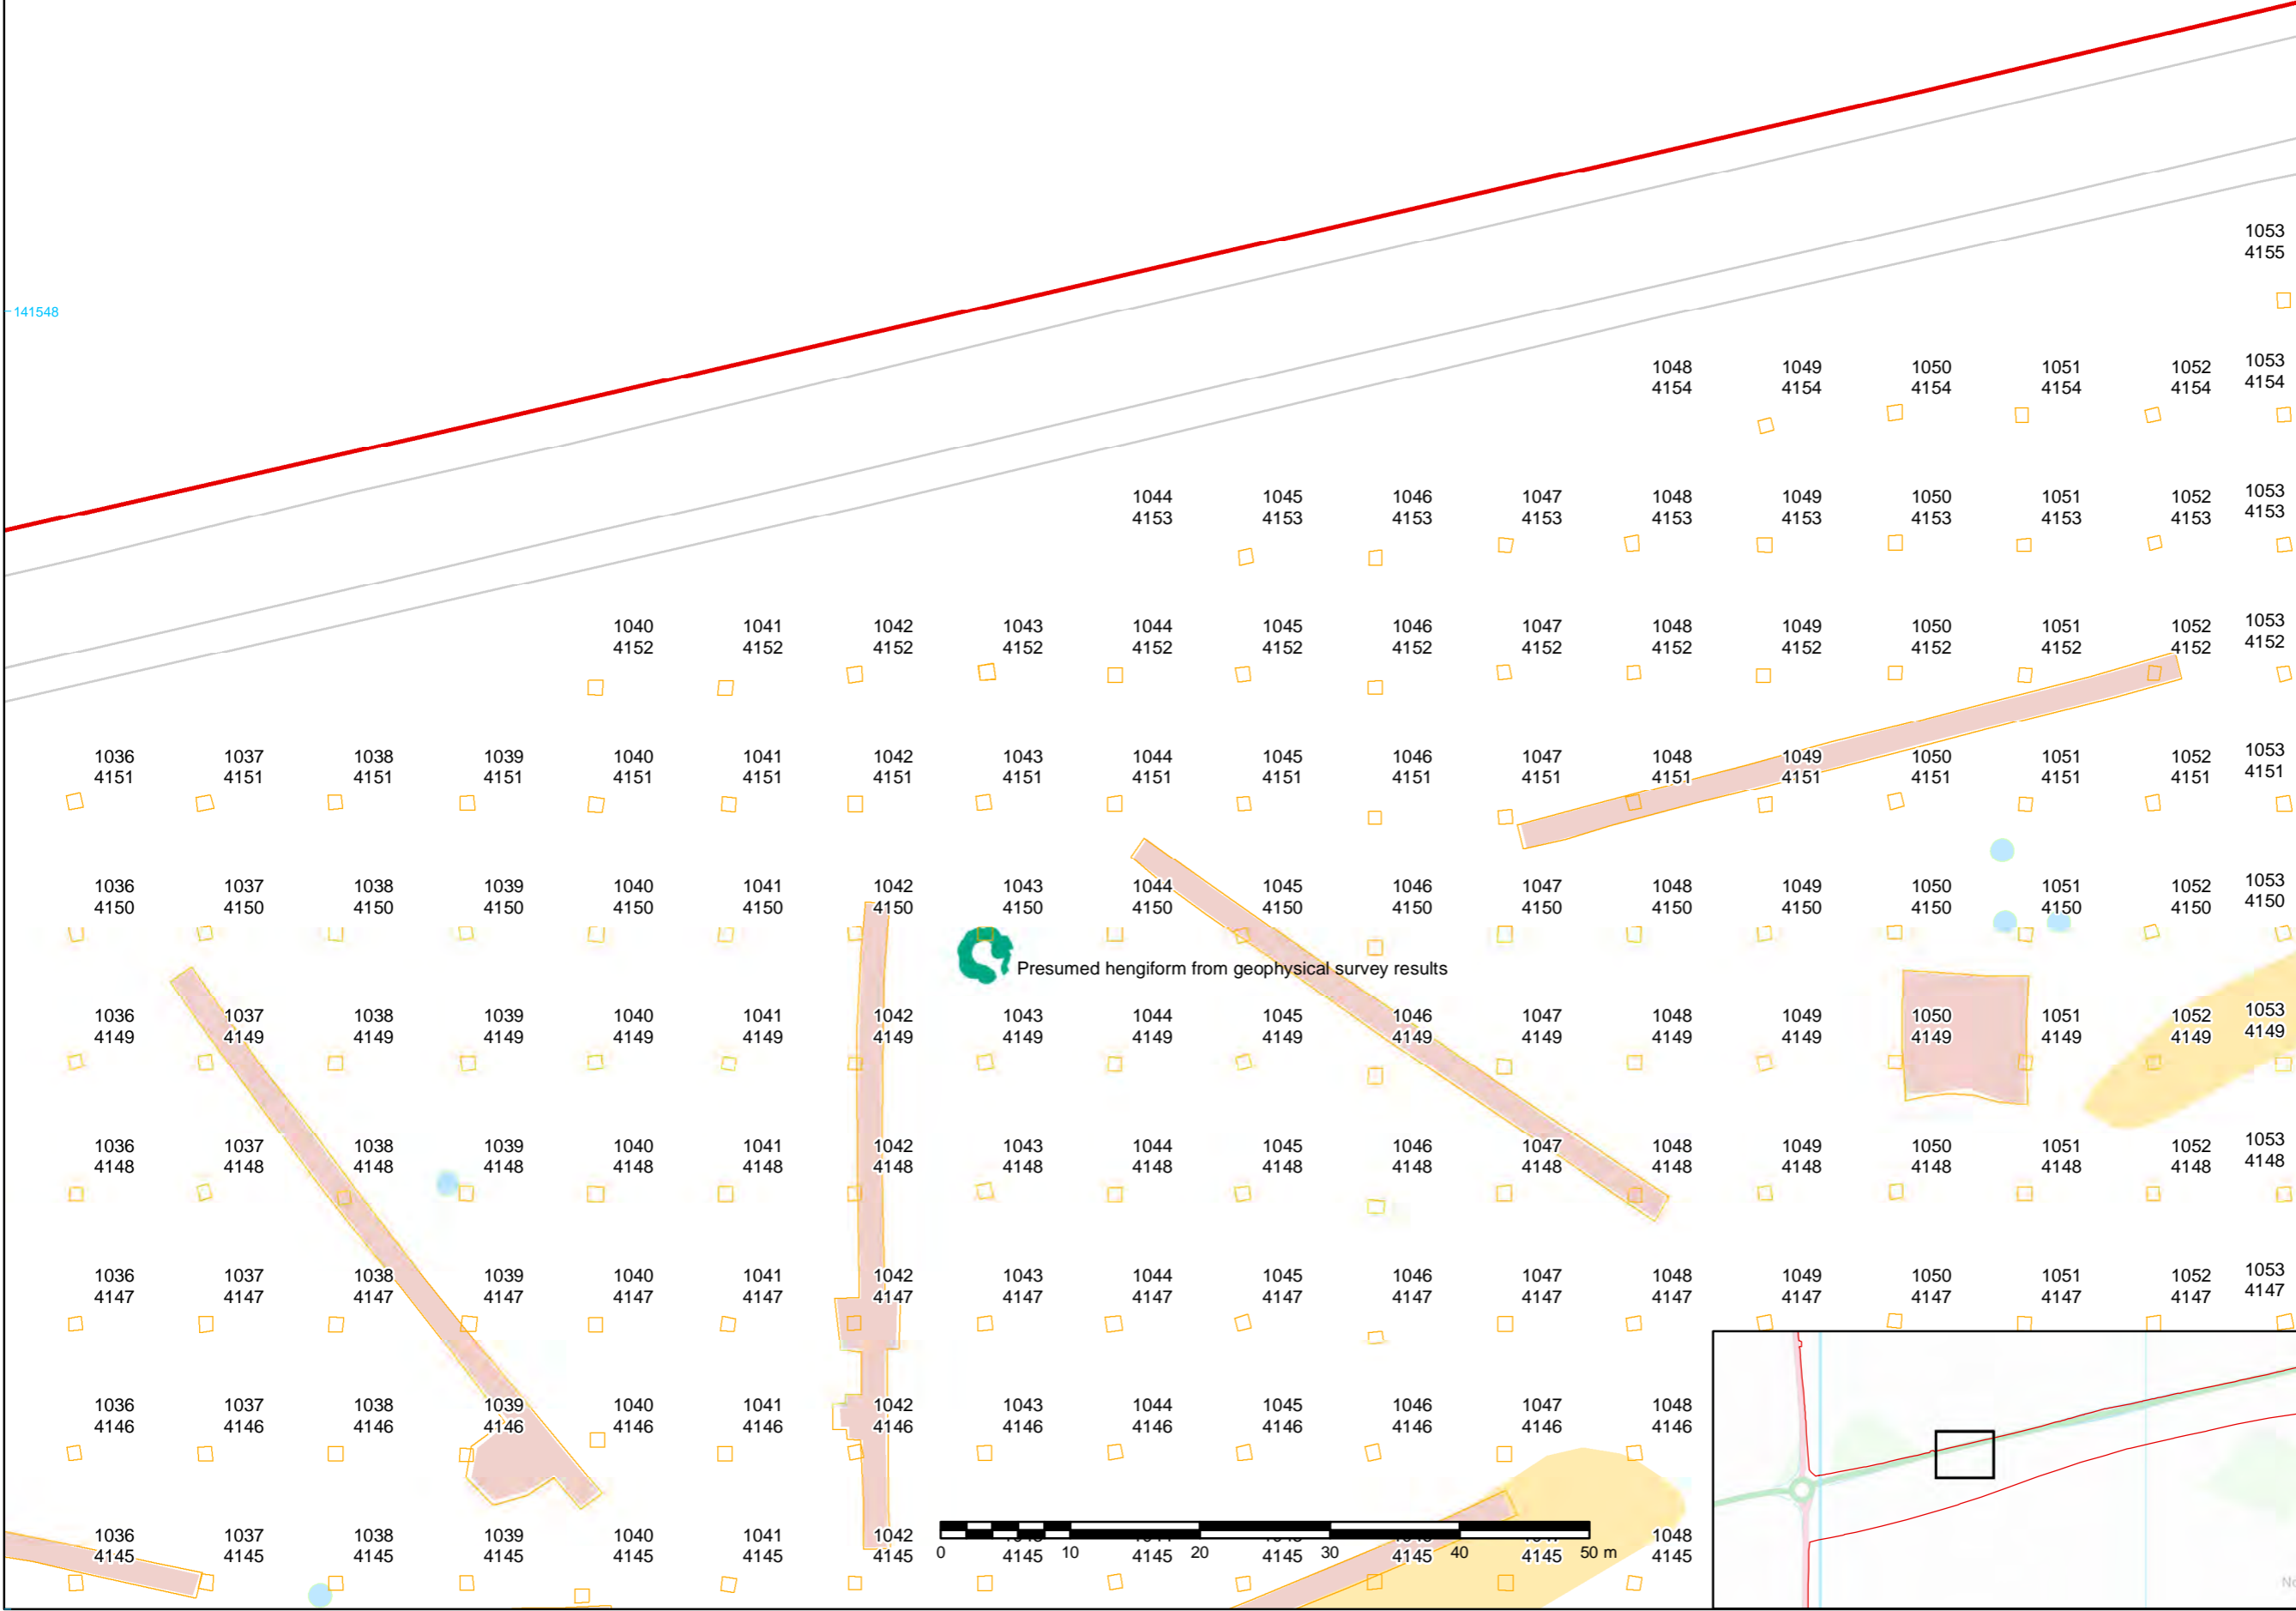 1053
4155
141548
1048 1049 1050 1051 1052 1053
4154 4154 4154 4154 4154 4154
1044 1045 1046 1047 1048 1049 1050 1051 1052 1053
4153 4153 4153 4153 4153 4153 4153 4153 4153 4153
1040 1041 1042 1043 1044 1045 1046 1047 1048 1049 1050 1051 1052 1053
4152 4152 4152 4152 4152 4152 4152 4152 4152 4152 4152 4152 4152 4152
1036 1037 1038 1039 1040 1041 1042 1043 1044 1045 1046 1047 1048 1049 1050 1051 1052 1053
4151 4151 4151 4151 4151 4151 4151 4151 4151 4151 4151 4151 4151 4151 4151 4151 4151 4151
1036 1037 1038 1039 1040 1041 1042 1043 1044 1045 1046 1047 1048 1049 1050 1051 1052 1053
4150 4150 4150 4150 4150 4150 4150 4150 4150 4150 4150 4150 4150 4150 4150 4150 4150 4150
Presumed hengiform from geophysical survey results
1036 1037 1038 1039 1040 1041 1042 1043 1044 1045 1046 1047 1048 1049 1050 1051 1052 1053
4149 4149 4149 4149 4149 4149 4149 4149 4149 4149 4149 4149 4149 4149 4149 4149 4149 4149
1036 1037 1038 1039 1040 1041 1042 1043 1044 1045 1046 1047 1048 1049 1050 1051 1052 1053
4148 4148 4148 4148 4148 4148 4148 4148 4148 4148 4148 4148 4148 4148 4148 4148 4148 4148
1036 1037 1038 1039 1040 1041 1042 1043 1044 1045 1046 1047 1048 1049 1050 1051 1052 1053
4147 4147 4147 4147 4147 4147 4147 4147 4147 4147 4147 4147 4147 4147 4147 4147 4147 4147
1036 1037 1038 1039 1040 1041 1042 1043 1044 1045 1046 1047 1048
4146 4146 4146 4146 4146 4146 4146 4146 4146 4146 4146 4146 4146
1036 1037 1038 1039 1040 1041 1042 1048
4145 4145 4145 4145 4145 4145 4145 0 4145 10 4145 20 4145 30 4145 40 4145 50 m 4145